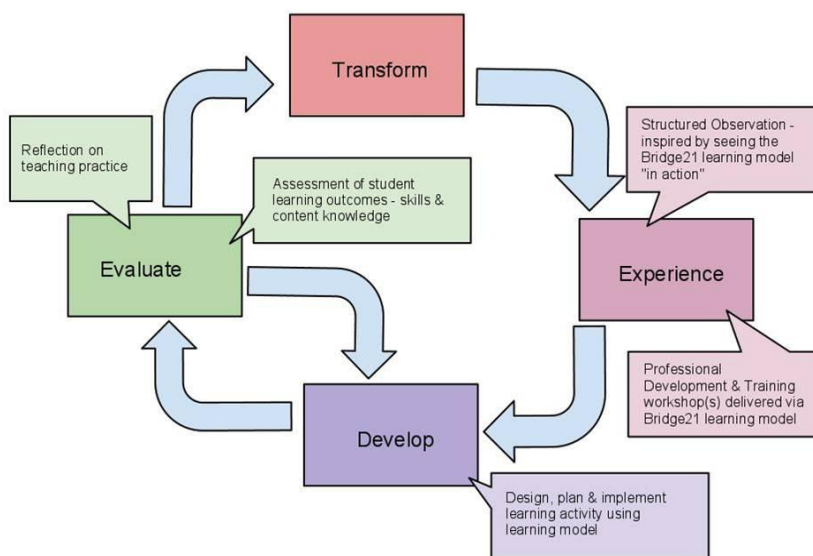 Transform
Structured Observation -
inspired by seeing the
Bridge21 learning model
"in action"
Reflection on
teaching practice
Assessment of student
learning outcomes - skills &
content knowledge
Evaluate
Experience
Professional
Development & Training
workshop(s) delivered via
Bridge21 learning model
Develop
Design, plan & implement
learning activity using
learning model